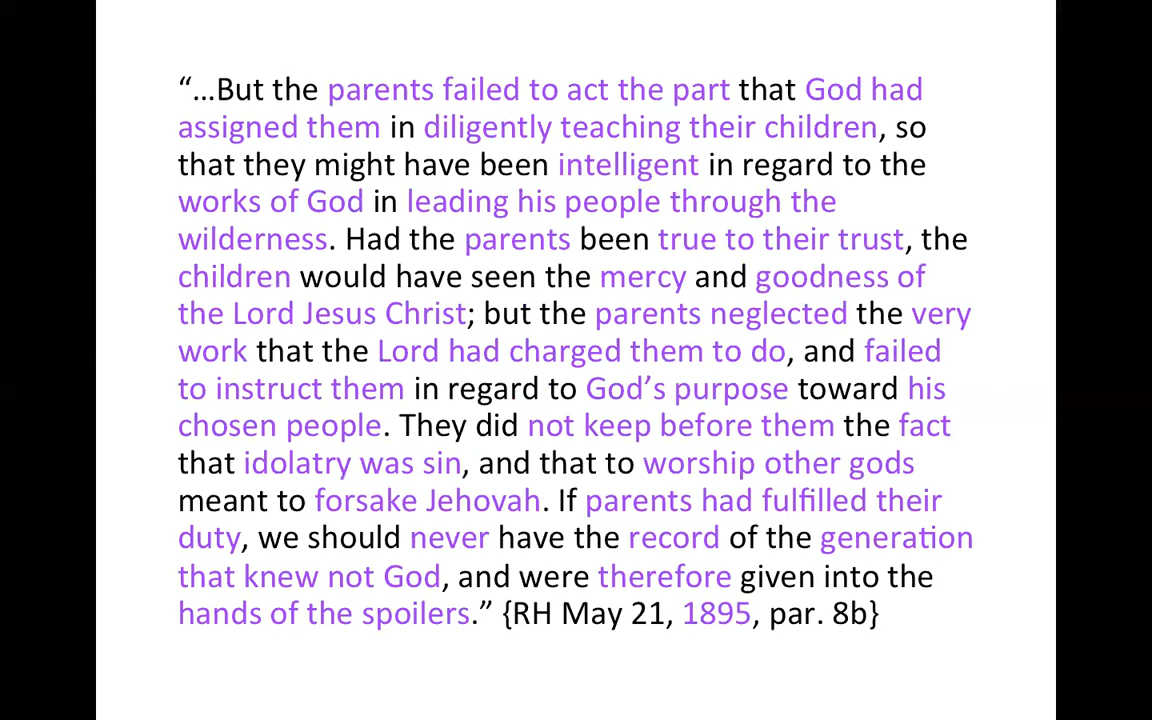 “…But the parents failed to act the part that God had
assigned them in diligently teaching their children, so
that they might have been intelligent in regard to the
works of God in leading his people through the
wilderness. Had the parents been true to their trust, the
children would have seen the mercy and goodness of
the Lord Jesus Christ; but the parents neglected the very
work that the Lord had charged them to do, and failed
to instruct them in regard to God’s purpose toward his
chosen people. They did not keep before them the fact
that idolatry was sin, and that to worship other gods
meant to forsake Jehovah. If parents had fulfilled their
duty, we should never have the record of the generation
that knew not God, and were therefore given into the
hands of the spoilers.” {RH May 21, 1895, par. 8b}